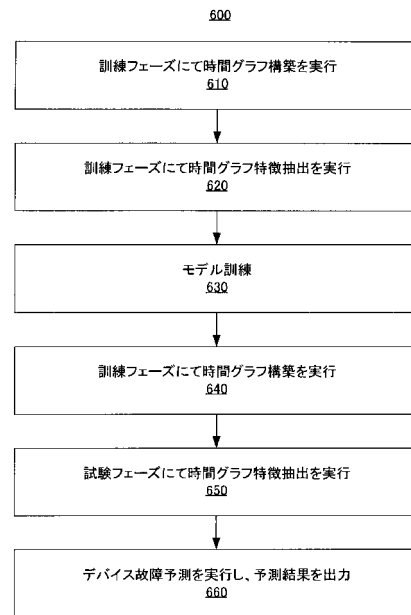 600
訓練フェーズにて時間グラフ構築を実行
610
訓練フェーズにて時間グラフ特徴抽出を実行
620
モデル訓練
630
訓練フェーズにて時間グラフ構築を実行
640
試験フェーズにて時間グラフ特徴抽出を実行
650
デバイス故障予測を実行し、予測結果を出力
660